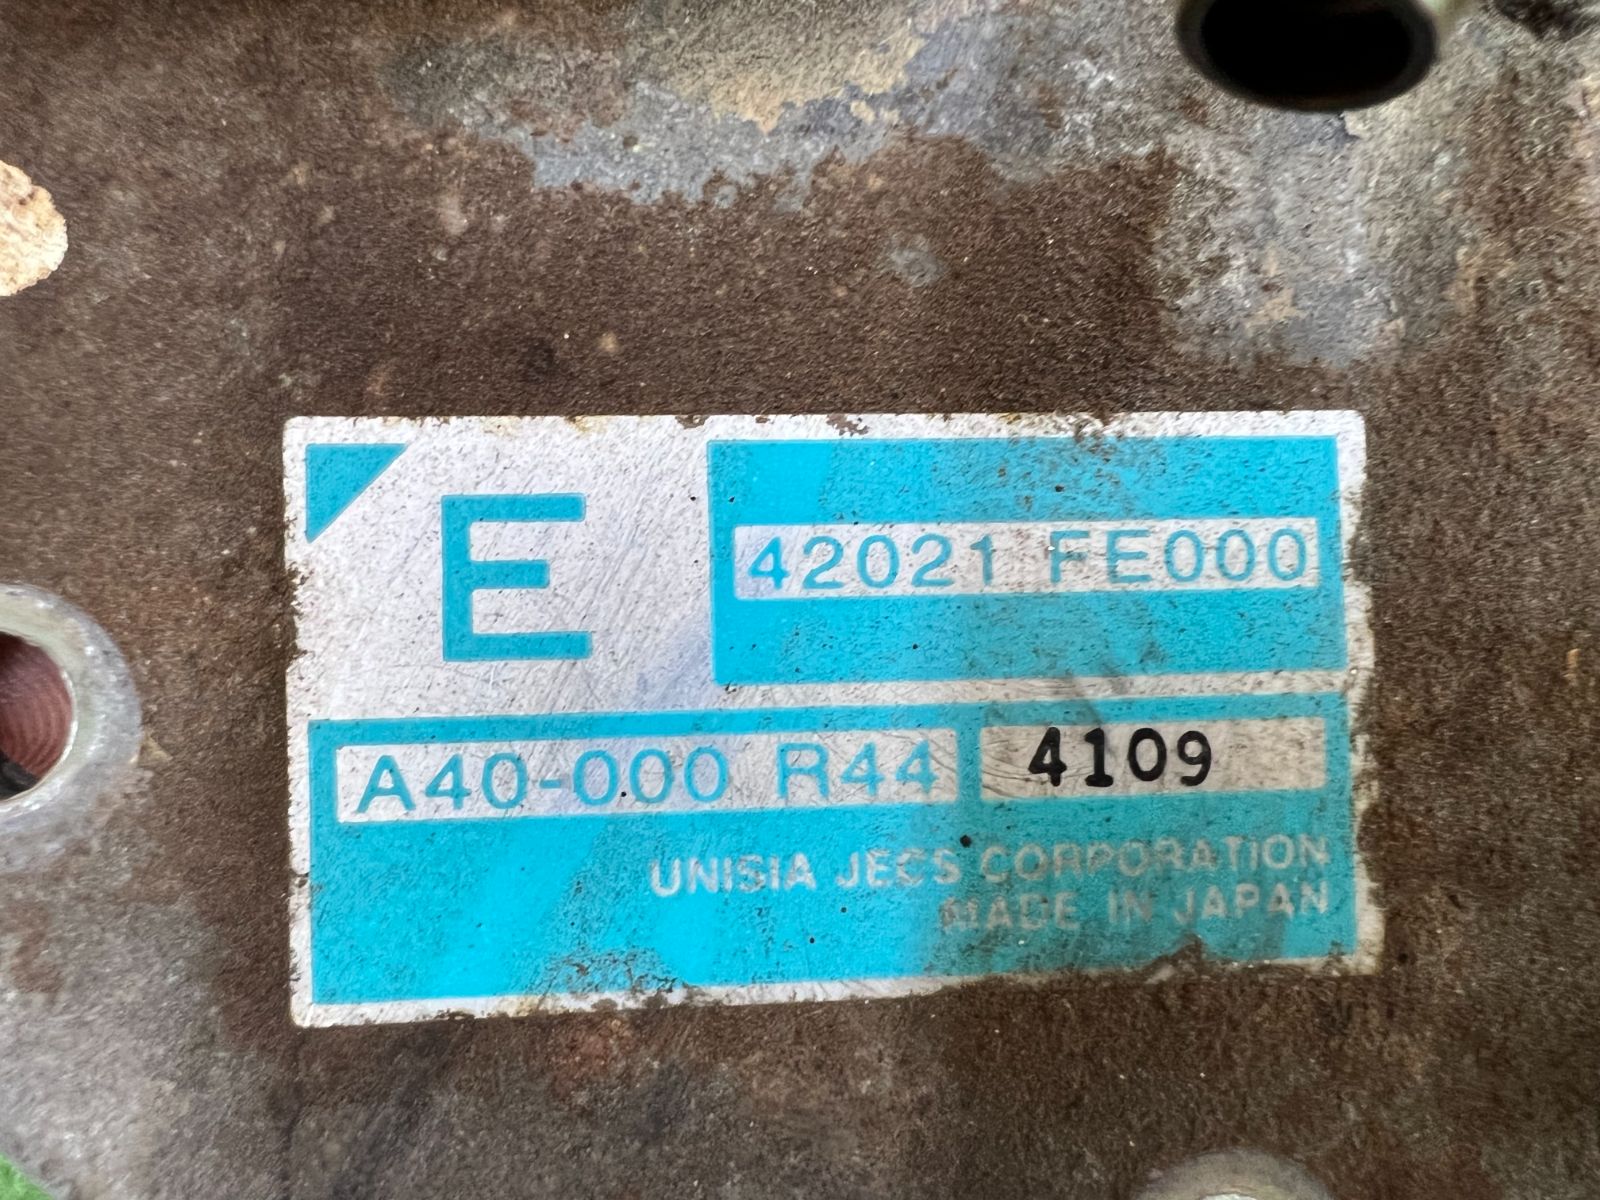 E
42021 FE000
A40-000 R44
4109
UNISIA JECS CORPORATION
MADE IN JAPAN